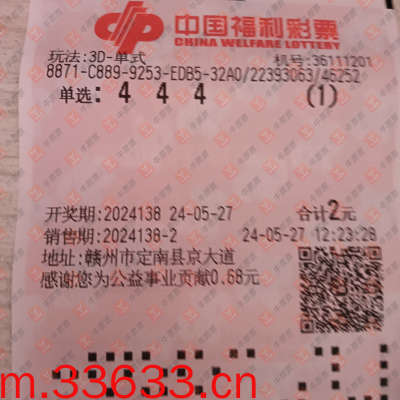 中国福利彩票
CHINA WELFARE LOTTERY
玩法:3D-单式 机号:36111201
8871-C889-9253-EDB5-32A0/22393063/46252
单选: 4 4 4 (1)
开奖期:2024138 24-05-27 合计2元
销售期:2024138-2 24-05-27 12:23:28
地址:赣州市定南县京大道
感谢您为公益事业贡献0.68元
m.33633.cn